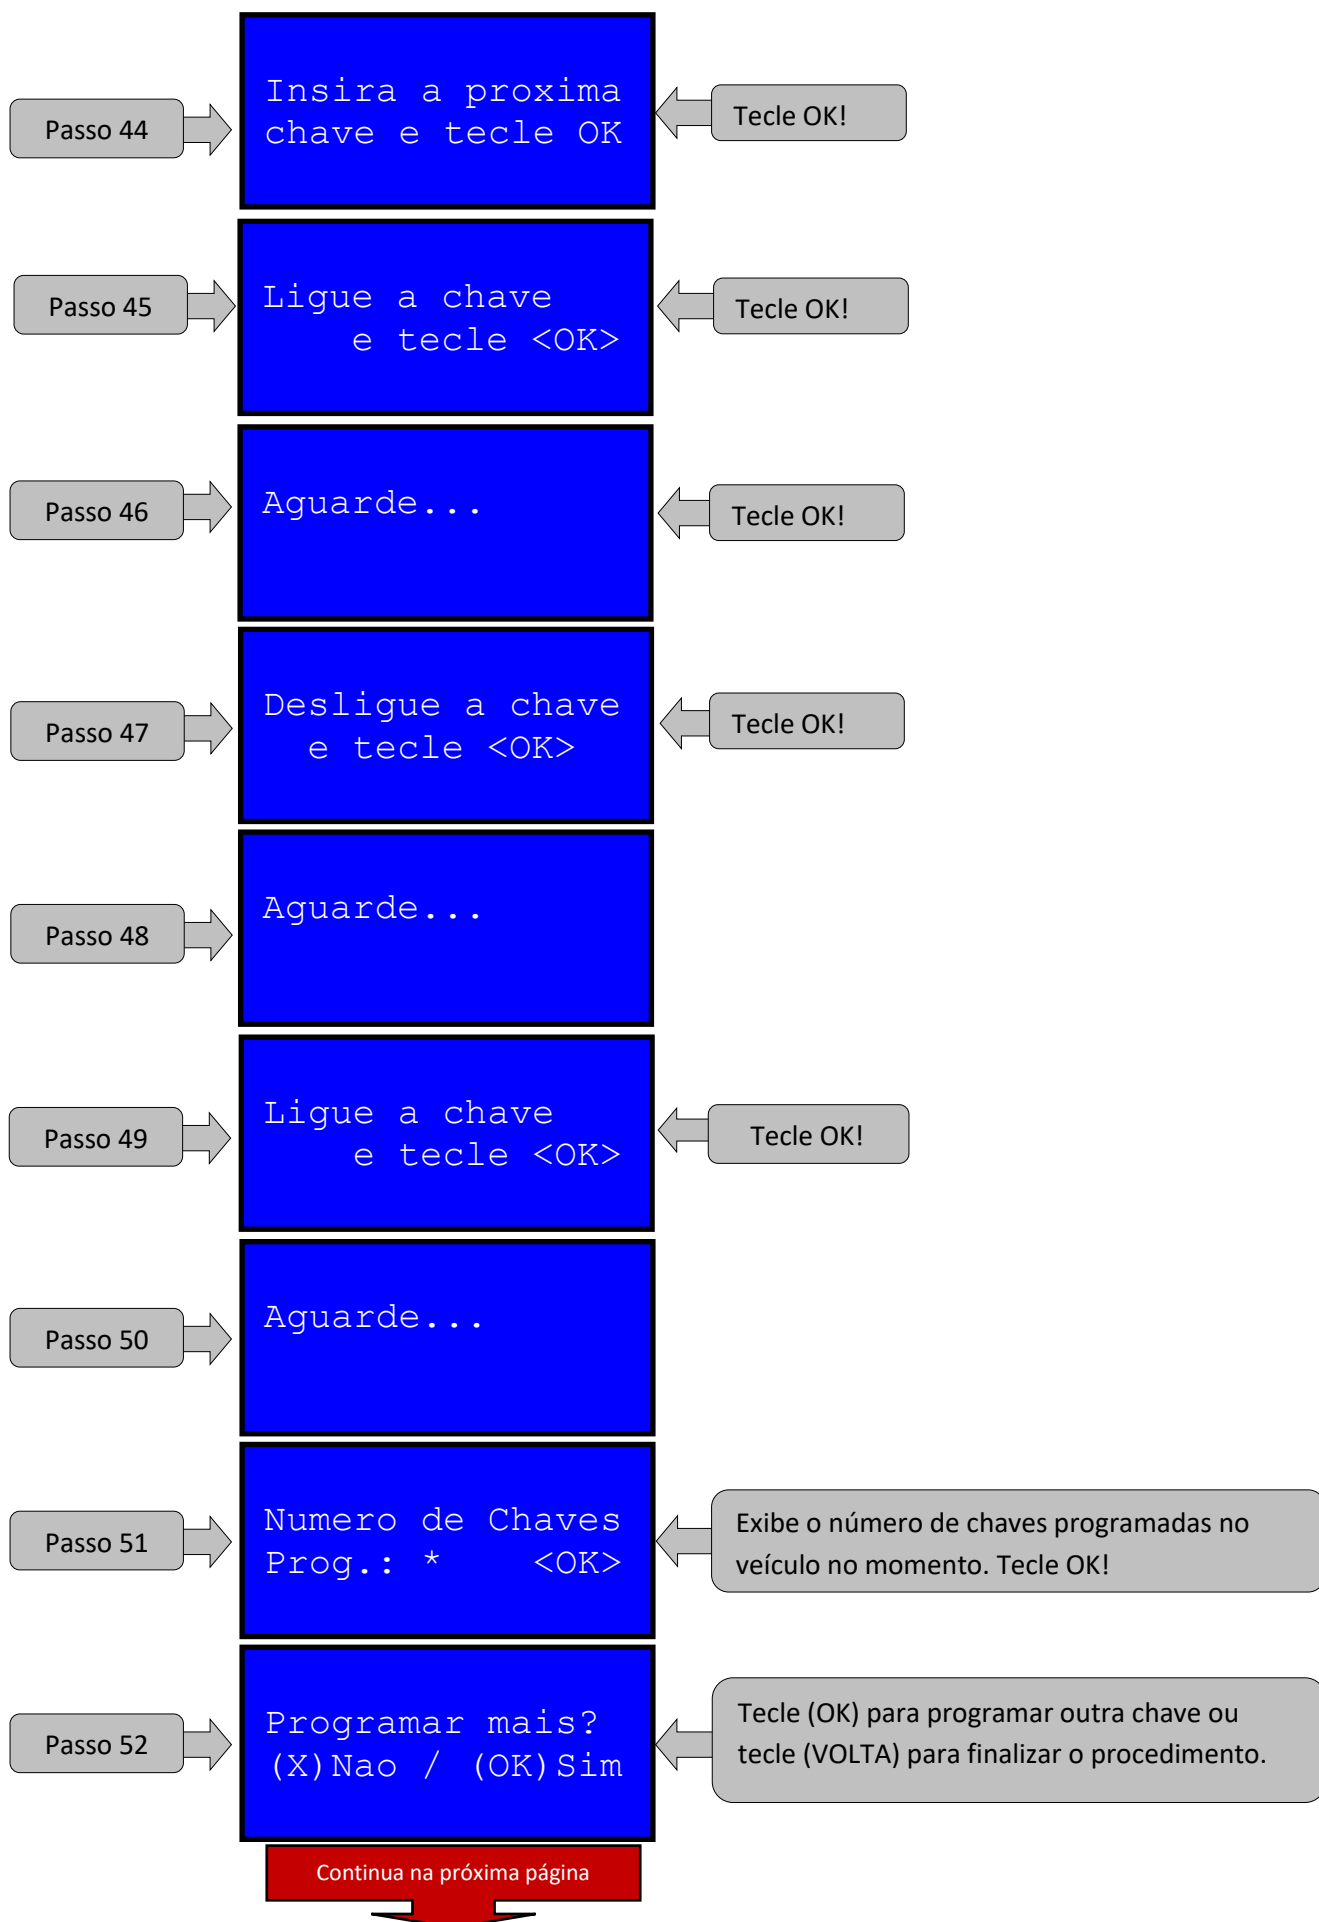 Passo 44
Insira a proxima
chave e tecle OK
Tecle OK!
Passo 45
Ligue a chave
e tecle <OK>
Tecle OK!
Passo 46
Aguarde...
Tecle OK!
Passo 47
Desligue a chave
e tecle <OK>
Tecle OK!
Passo 48
Aguarde...
Passo 49
Ligue a chave
e tecle <OK>
Tecle OK!
Passo 50
Aguarde...
Passo 51
Numero de Chaves
Prog.: * <OK>
Exibe o número de chaves programadas no
veículo no momento. Tecle OK!
Passo 52
Programar mais?
(X)Nao / (OK)Sim
Tecle (OK) para programar outra chave ou
tecle (VOLTA) para finalizar o procedimento.
Continua na próxima página